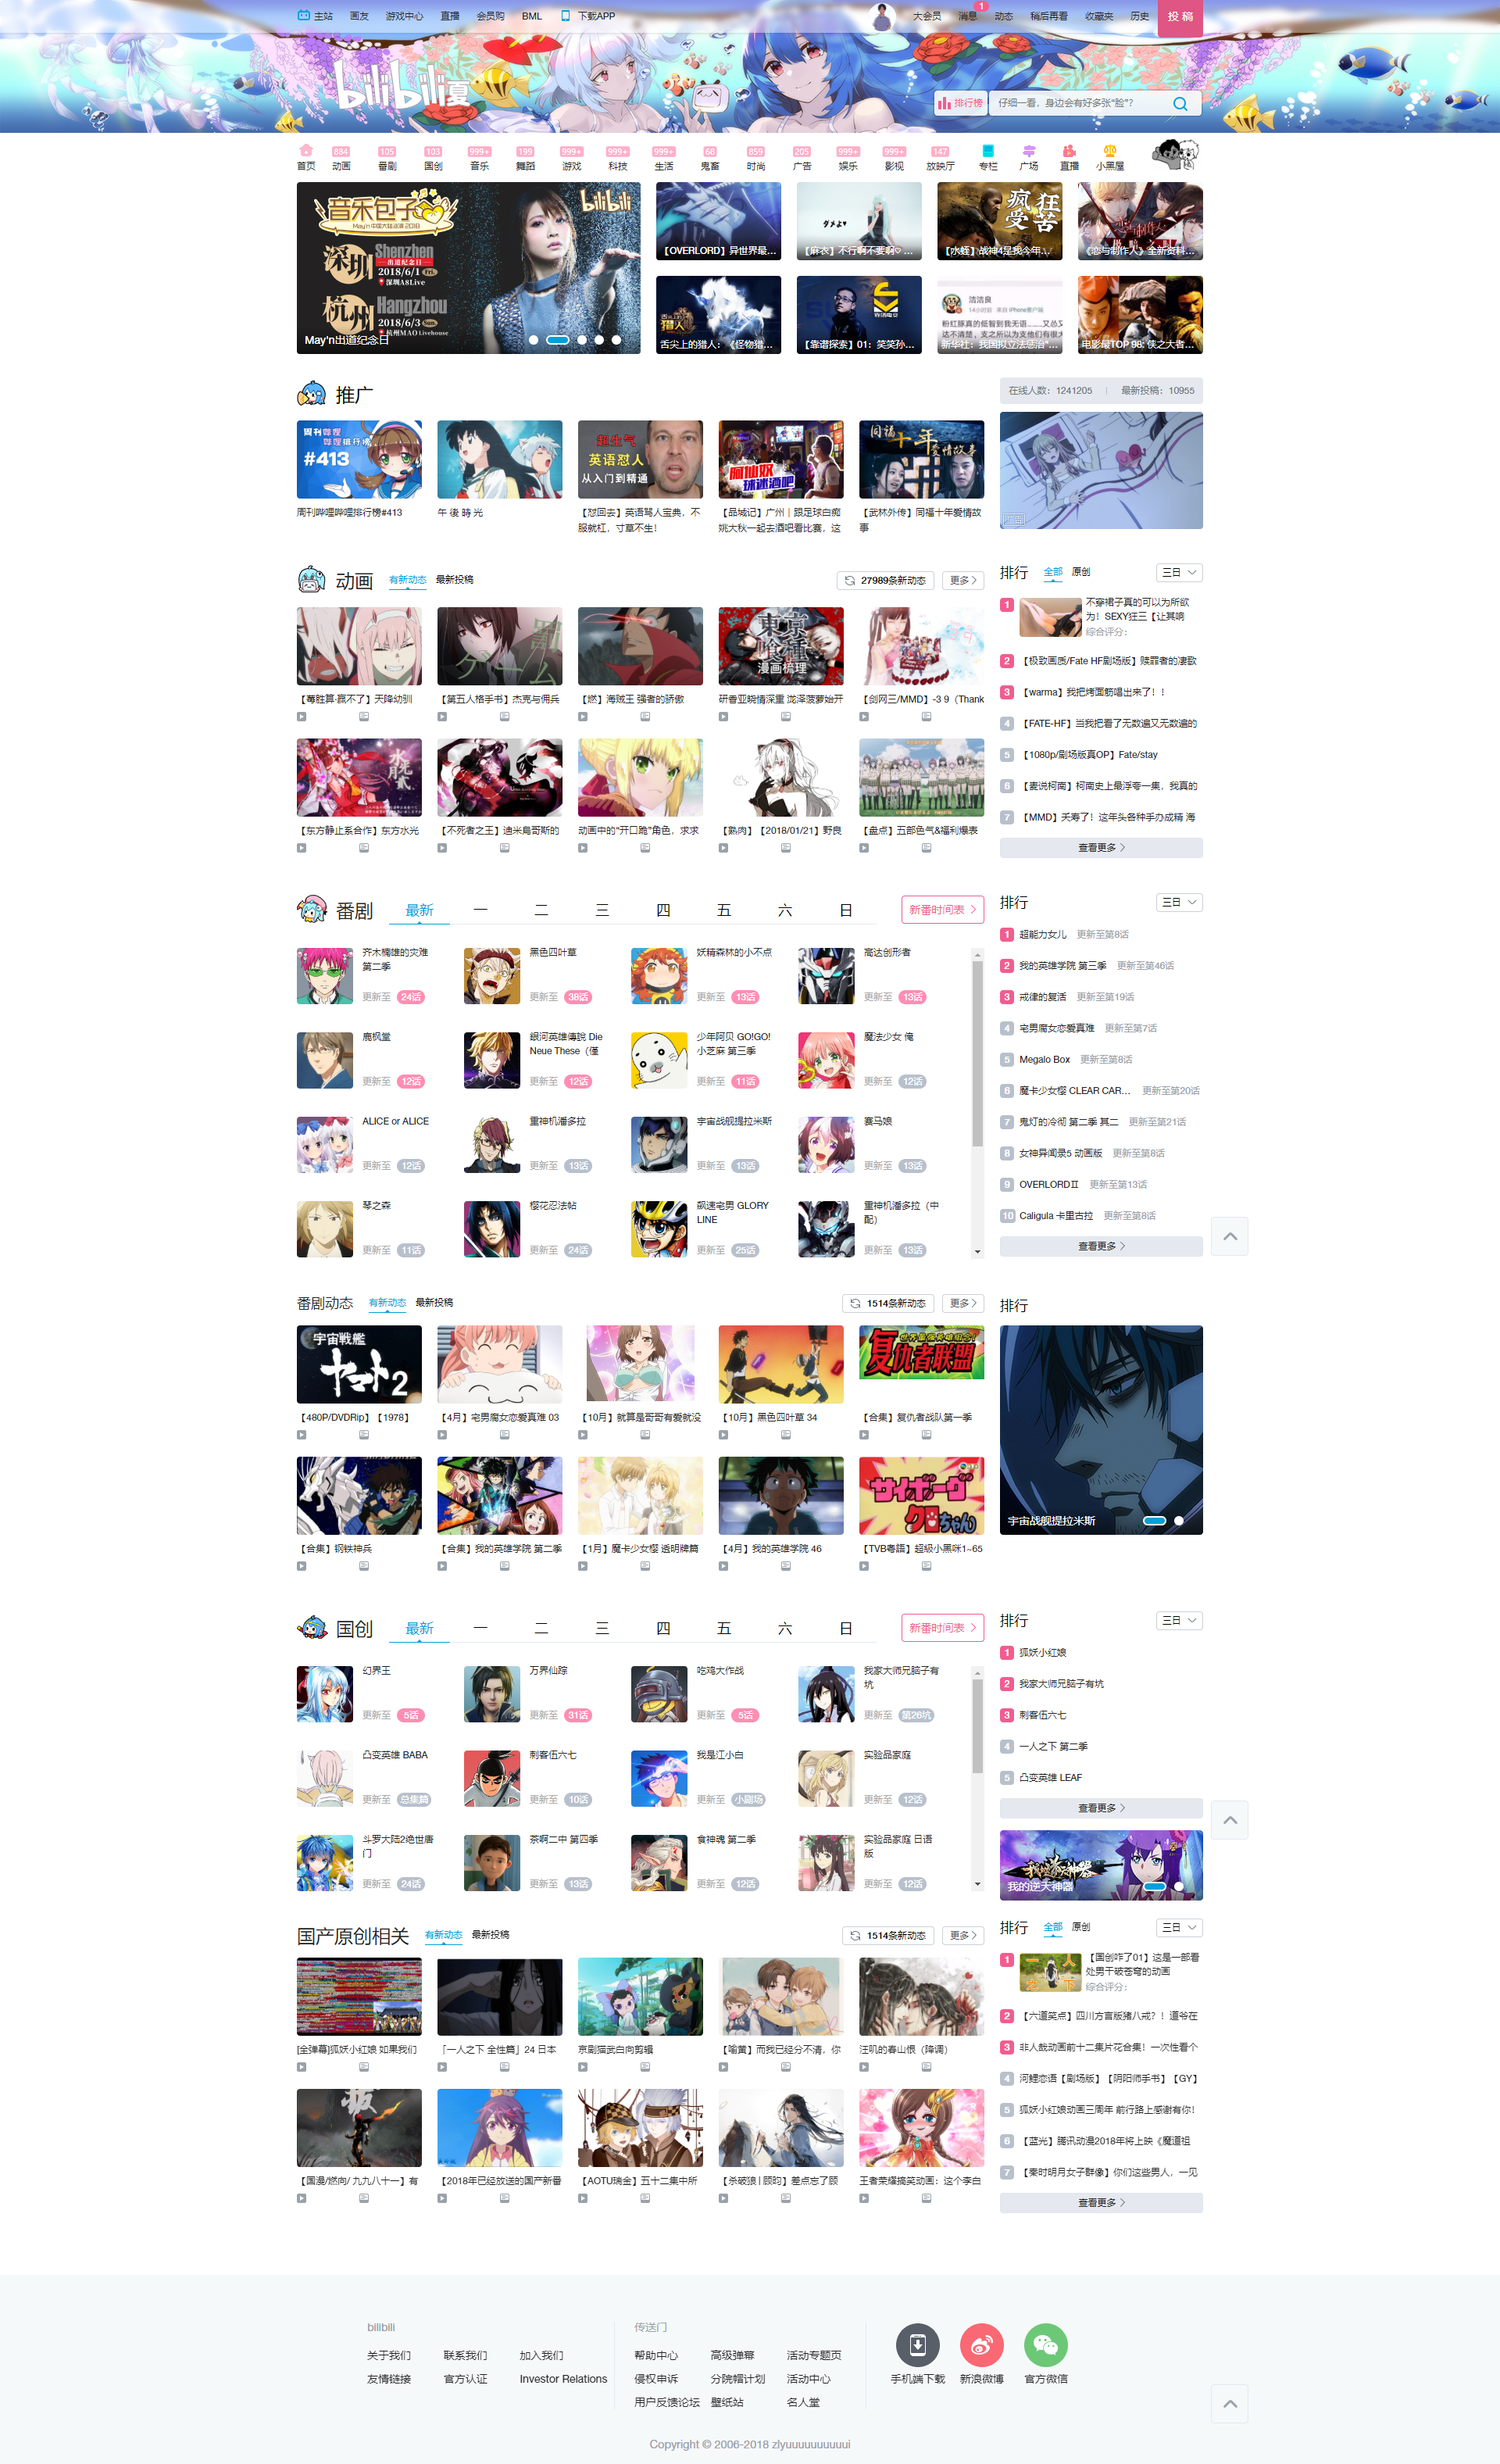 主站 画友 游戏中心 直播 会员购 BML 下载APP
大会员 消息 1 动态 稍后再看 收藏夹 历史 投稿
bilibili夏
排行榜 仔细一看,身边会有好多张"脸"?
884 105 103 999+ 199 999+ 999+ 999+ 68 859 205 999+ 999+ 147
首页 动画 番剧 国创 音乐 舞蹈 游戏 科技 生活 鬼畜 时尚 广告 娱乐 影视 放映厅 专栏 广场 直播 小黑屋
音乐包子
bilibili
深圳 Shenzhen
2018/6/1 Fri
深圳A8Live
杭州 Hangzhou
2018/6/3 Sun
杭州MAO Livehouse
May'n出道纪念日
疯狂受苦
【OVERLORD】异世界最...
【麻衣】不行啊不要啊♡ ...
【水蛭】战神4是我今年...
《恋与制作人》全新资料...
舌尖上的猎人:《怪物猎...
【靠谱探索】01:笑笑孙...
新华社:我国拟立法惩治"...
电影最TOP 98: 侠之大者...
推广
在线人数:1241205 最新投稿:10955
周刊哔哩哔哩排行榜#413
午 後 時 光
【怼回去】英语骂人宝典,不
服就杠,寸草不生!
【品城记】广州|跟足球白痴
姚大秋一起去酒吧看比赛,这
【武林外传】同福十年爱情故
事
动画 有新动态 最新投稿 27989条新动态 更多
【毒胜算·赢不了】天降幼驯
【第五人格手书】杰克与佣兵
【燃】海贼王 强者的骄傲
研香亚晓情深重 泷泽菠萝始开
【剑网三/MMD】-3 9(Thank
【东方静止系合作】东方水光
【不死者之王】迪米烏哥斯的
动画中的"开口跪"角色,求求
【熟肉】【2018/01/21】野良
【盘点】五部色气&福利爆表
排行 全部 原创 三日
1 不穿裙子真的可以为所欲
为!SEXY狂三【让其鸣
综合评分:
2 【极致画质/Fate HF剧场版】赎罪者的凄歌
3 【warma】我把烤面筋唱出来了!!
4 【FATE-HF】当我把看了无数遍又无数遍的
5 【1080p/剧场版真OP】Fate/stay
6 【麦说柯南】柯南史上最浮夸一集,我真的
7 【MMD】夭寿了!这年头各种手办成精 海
查看更多
番剧 最新 一 二 三 四 五 六 日 新番时间表
齐木楠雄的灾难
第二季
更新至 24话
黑色四叶草
更新至 38话
妖精森林的小不点
更新至 13话
高达创形者
更新至 13话
鹿枫堂
更新至 12话
銀河英雄傳說 Die
Neue These(僅
更新至 12话
少年阿贝 GO!GO!
小芝麻 第三季
更新至 11话
魔法少女 俺
更新至 12话
ALICE or ALICE
更新至 12话
重神机潘多拉
更新至 13话
宇宙战舰提拉米斯
更新至 13话
赛马娘
更新至 13话
琴之森
更新至 11话
樱花忍法帖
更新至 24话
飙速宅男 GLORY
LINE
更新至 25话
重神机潘多拉(中
配)
更新至 13话
排行 三日
1 超能力女儿 更新至第8话
2 我的英雄学院 第三季 更新至第46话
3 戒律的复活 更新至第19话
4 宅男魔女恋爱真难 更新至第7话
5 Megalo Box 更新至第8话
6 魔卡少女樱 CLEAR CAR... 更新至第20话
7 鬼灯的冷彻 第二季 其二 更新至第21话
8 女神异闻录5 动画版 更新至第8话
9 OVERLORDⅡ 更新至第13话
10 Caligula 卡里古拉 更新至第8话
查看更多
番剧动态 有新动态 最新投稿 1514条新动态 更多
【480P/DVDRip】【1978】
【4月】宅男魔女恋爱真难 03
【10月】就算是哥哥有爱就没
【10月】黑色四叶草 34
【合集】复仇者战队第一季
【合集】钢铁神兵
【合集】我的英雄学院 第二季
【1月】魔卡少女樱 透明牌篇
【4月】我的英雄学院 46
【TVB粤語】超級小黑咪1~65
排行
宇宙战舰提拉米斯
国创 最新 一 二 三 四 五 六 日 新番时间表
幻界王
更新至 5话
万界仙踪
更新至 31话
吃鸡大作战
更新至 5话
我家大师兄脑子有
坑
更新至 第26坑
凸变英雄 BABA
更新至 总集篇
刺客伍六七
更新至 10话
我是江小白
更新至 小剧场
实验品家庭
更新至 12话
斗罗大陆2绝世唐
门
更新至 24话
茶啊二中 第四季
更新至 13话
食神魂 第二季
更新至 12话
实验品家庭 日语
版
更新至 12话
排行 三日
1 狐妖小红娘
2 我家大师兄脑子有坑
3 刺客伍六七
4 一人之下 第二季
5 凸变英雄 LEAF
查看更多
我的逆天神器
国产原创相关 有新动态 最新投稿 1514条新动态 更多
[全弹幕]狐妖小红娘 如果我们
「一人之下 全性篇」24 日本
京剧猫武白向剪辑
【喻黄】而我已经分不清,你
汪叽的春山恨(降调)
【国漫/燃向/ 九九八十一】有
【2018年已经放送的国产新番
【AOTU瑞金】五十二集中所
【杀破狼 | 顾昀】差点忘了顾
王者荣耀搞笑动画:这个李白
排行 全部 原创 三日
1 【国创咋了01】这是一部看
处男干破苍穹的动画
综合评分:
2 【六道笑点】四川方言版猪八戒?!道爷在
3 非人哉动画前十二集片花合集!一次性看个
4 河鲤恋语【剧场版】【阴阳师手书】【GY】
5 狐妖小红娘动画三周年 前行路上感谢有你!
6 【蓝光】腾讯动漫2018年将上映《魔道祖
7 【秦时明月女子群像】你们这些男人,一见
查看更多
bilibili
关于我们 联系我们 加入我们
友情链接 官方认证 Investor Relations
传送门
帮助中心 高级弹幕 活动专题页
侵权申诉 分院帽计划 活动中心
用户反馈论坛 壁纸站 名人堂
手机端下载 新浪微博 官方微信
Copyright © 2006-2018 zlyuuuuuuuuuui